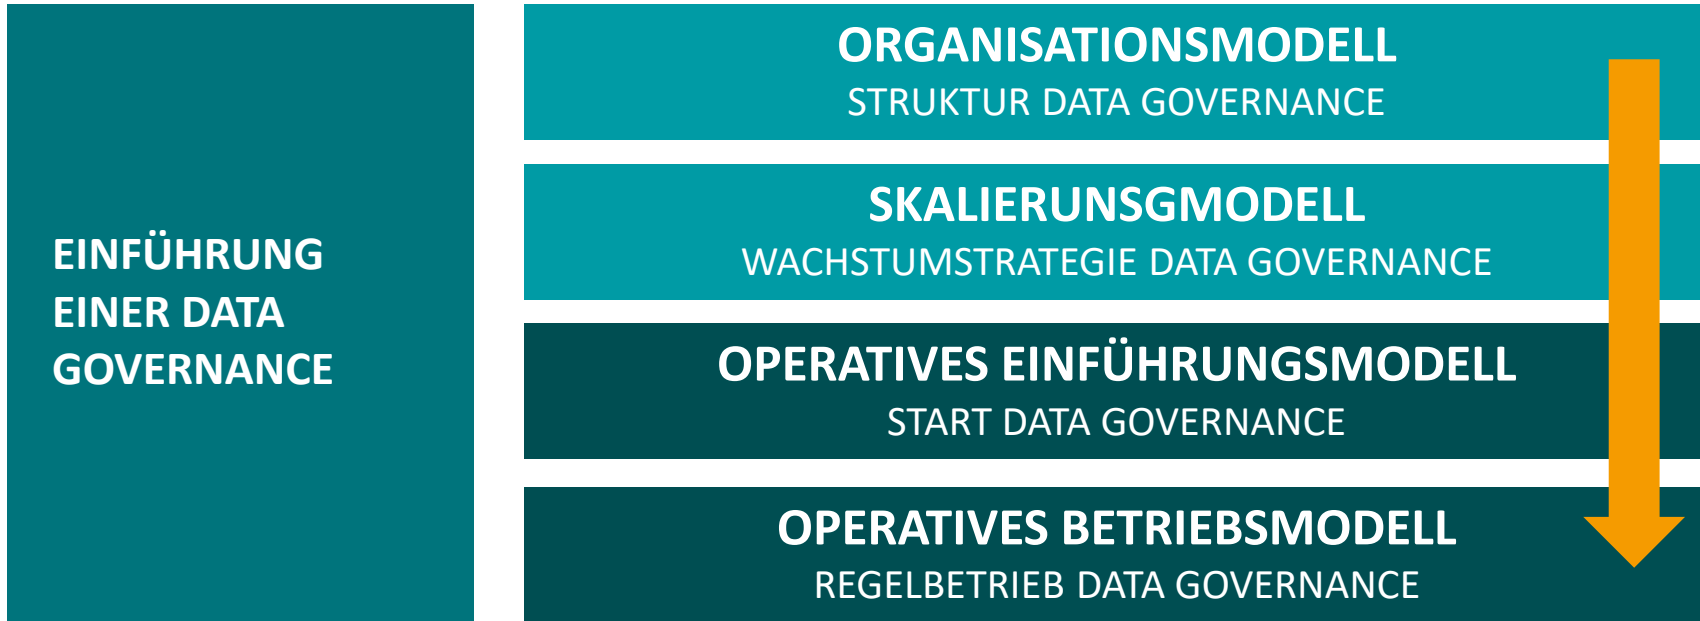 EINFÜHRUNG
EINER DATA
GOVERNANCE
ORGANISATIONSMODELL
STRUKTUR DATA GOVERNANCE
SKALIERUNSGMODELL
WACHSTUMSTRATEGIE DATA GOVERNANCE
OPERATIVES EINFÜHRUNGSMODELL
START DATA GOVERNANCE
OPERATIVES BETRIEBSMODELL
REGELBETRIEB DATA GOVERNANCE